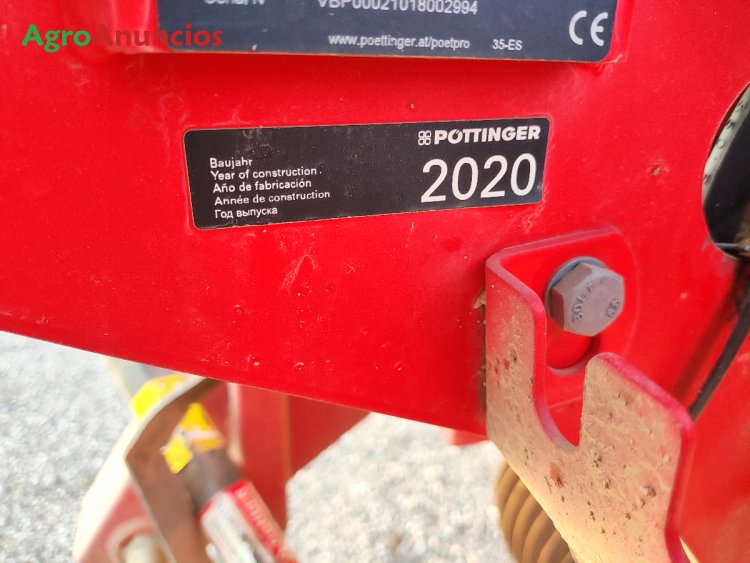 AgroAnuncios
VBP00021018002994
www.poettinger.at/poetpro 35-ES
CE
PÖTTINGER
2020
Baujahr
Year of construction
Año de fabricación
Année de construction
Год выпуска